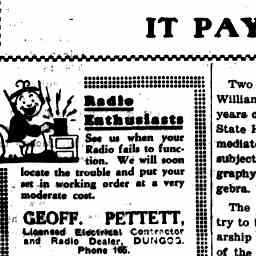 IT PAY
Radio
Enthusiasts
See us when your
Radio fails to func-
tion. We will soon
locate the trouble and put your
set in working order at a very
moderate cost.
GEOFF. PETTETT,
Licensed Electrical Contractor
and Radio Dealer, DUNGOG.
Phone 165.
Two
William
years o
State H
mediate
subject
graphy
gebra.
The
try to
arship
of the